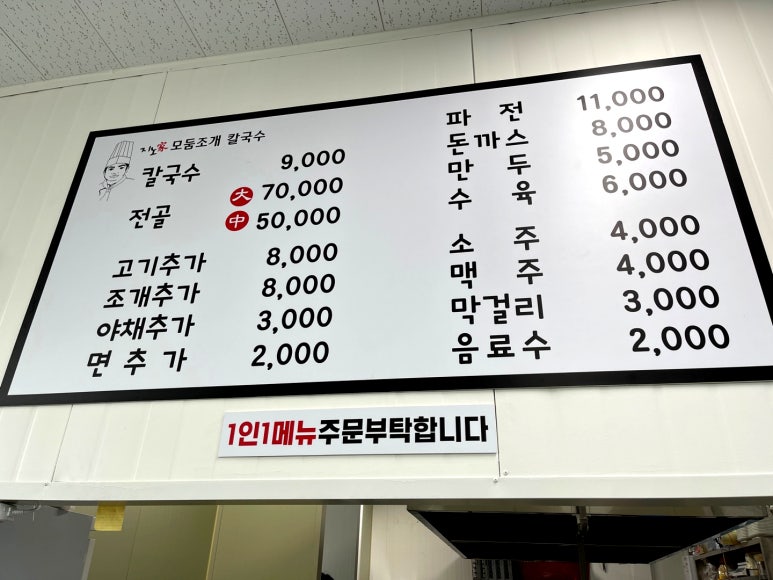 지노家 모둠조개 칼국수
칼국수 9,000
전골 大 70,000
中 50,000
고기추가 8,000
조개추가 8,000
야채추가 3,000
면추가 2,000
파전 11,000
돈까스 8,000
만두 5,000
수육 6,000
소주 4,000
맥주 4,000
막걸리 3,000
음료수 2,000
1인1메뉴주문부탁합니다